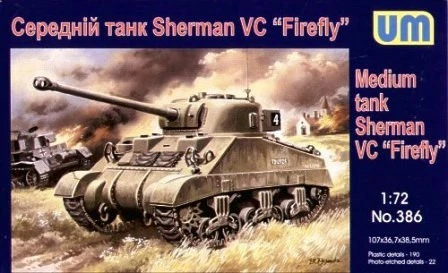 Середній танк Sherman VC "Firefly"
um
Medium
tank
Sherman
VC "Firefly"
4
1:72
No.386
107x36,7x38,5mm
Plastic details - 190
Photo-etched details - 22